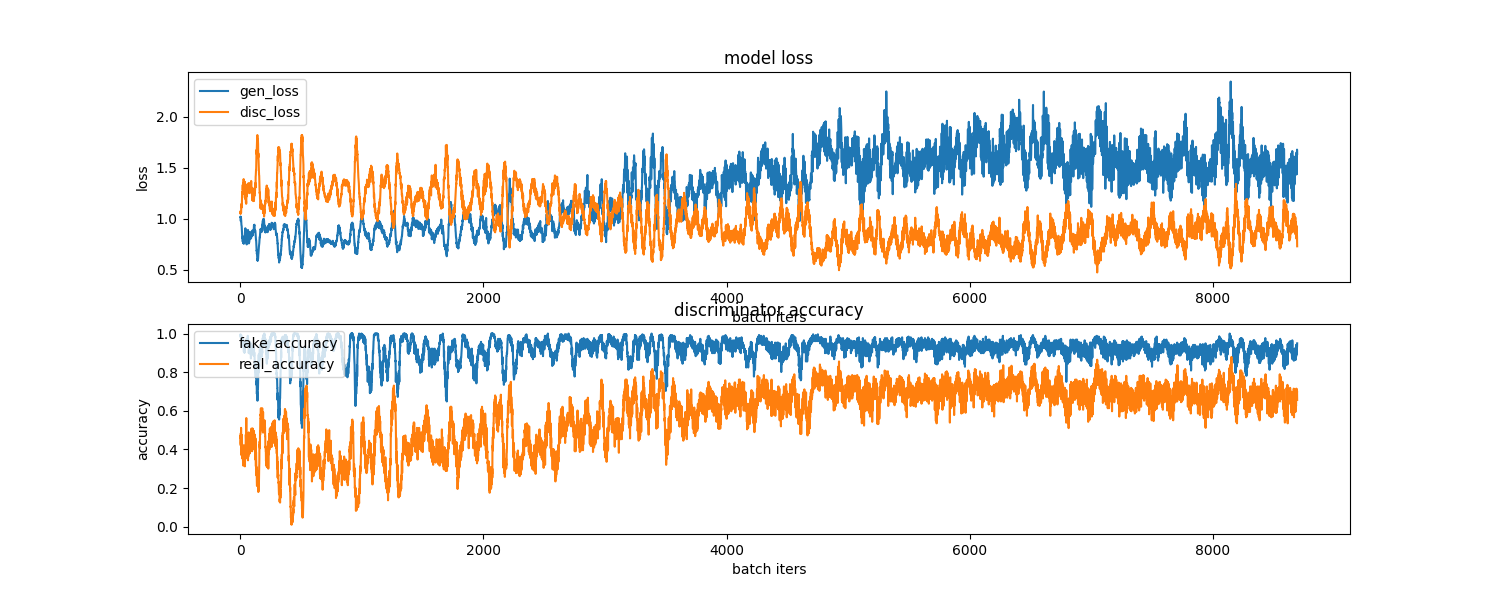 model loss
gen_loss
disc_loss
loss
2.0
1.5
1.0
0.5
0 2000 4000 6000 8000
batch iters
discriminator accuracy
fake_accuracy
real_accuracy
accuracy
1.0
0.8
0.6
0.4
0.2
0.0
0 2000 4000 6000 8000
batch iters